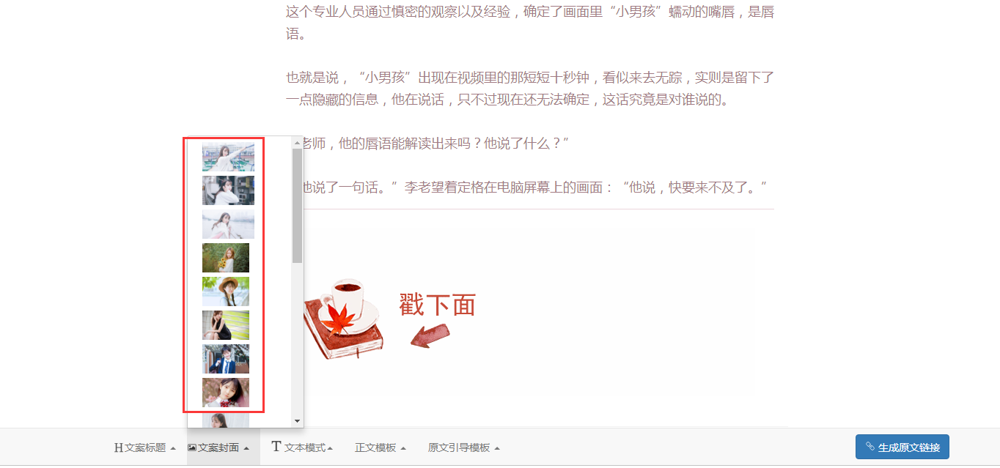 这个专业人员通过慎密的观察以及经验，确定了画面里“小男孩”蠕动的嘴唇，是唇
语。
也就是说，“小男孩”出现在视频里的那短短十秒钟，看似来去无踪，实则是留下了
一点隐藏的信息，他在说话，只不过现在还无法确定，这话究竟是对谁说的。
老师，他的唇语能解读出来吗？他说了什么？”
他说了一句话。”李老望着定格在电脑屏幕上的画面：“他说，快要来不及了。”
戳下面
H文案标题
文案封面
T 文本模式
正文模板
原文引导模板
生成原文链接